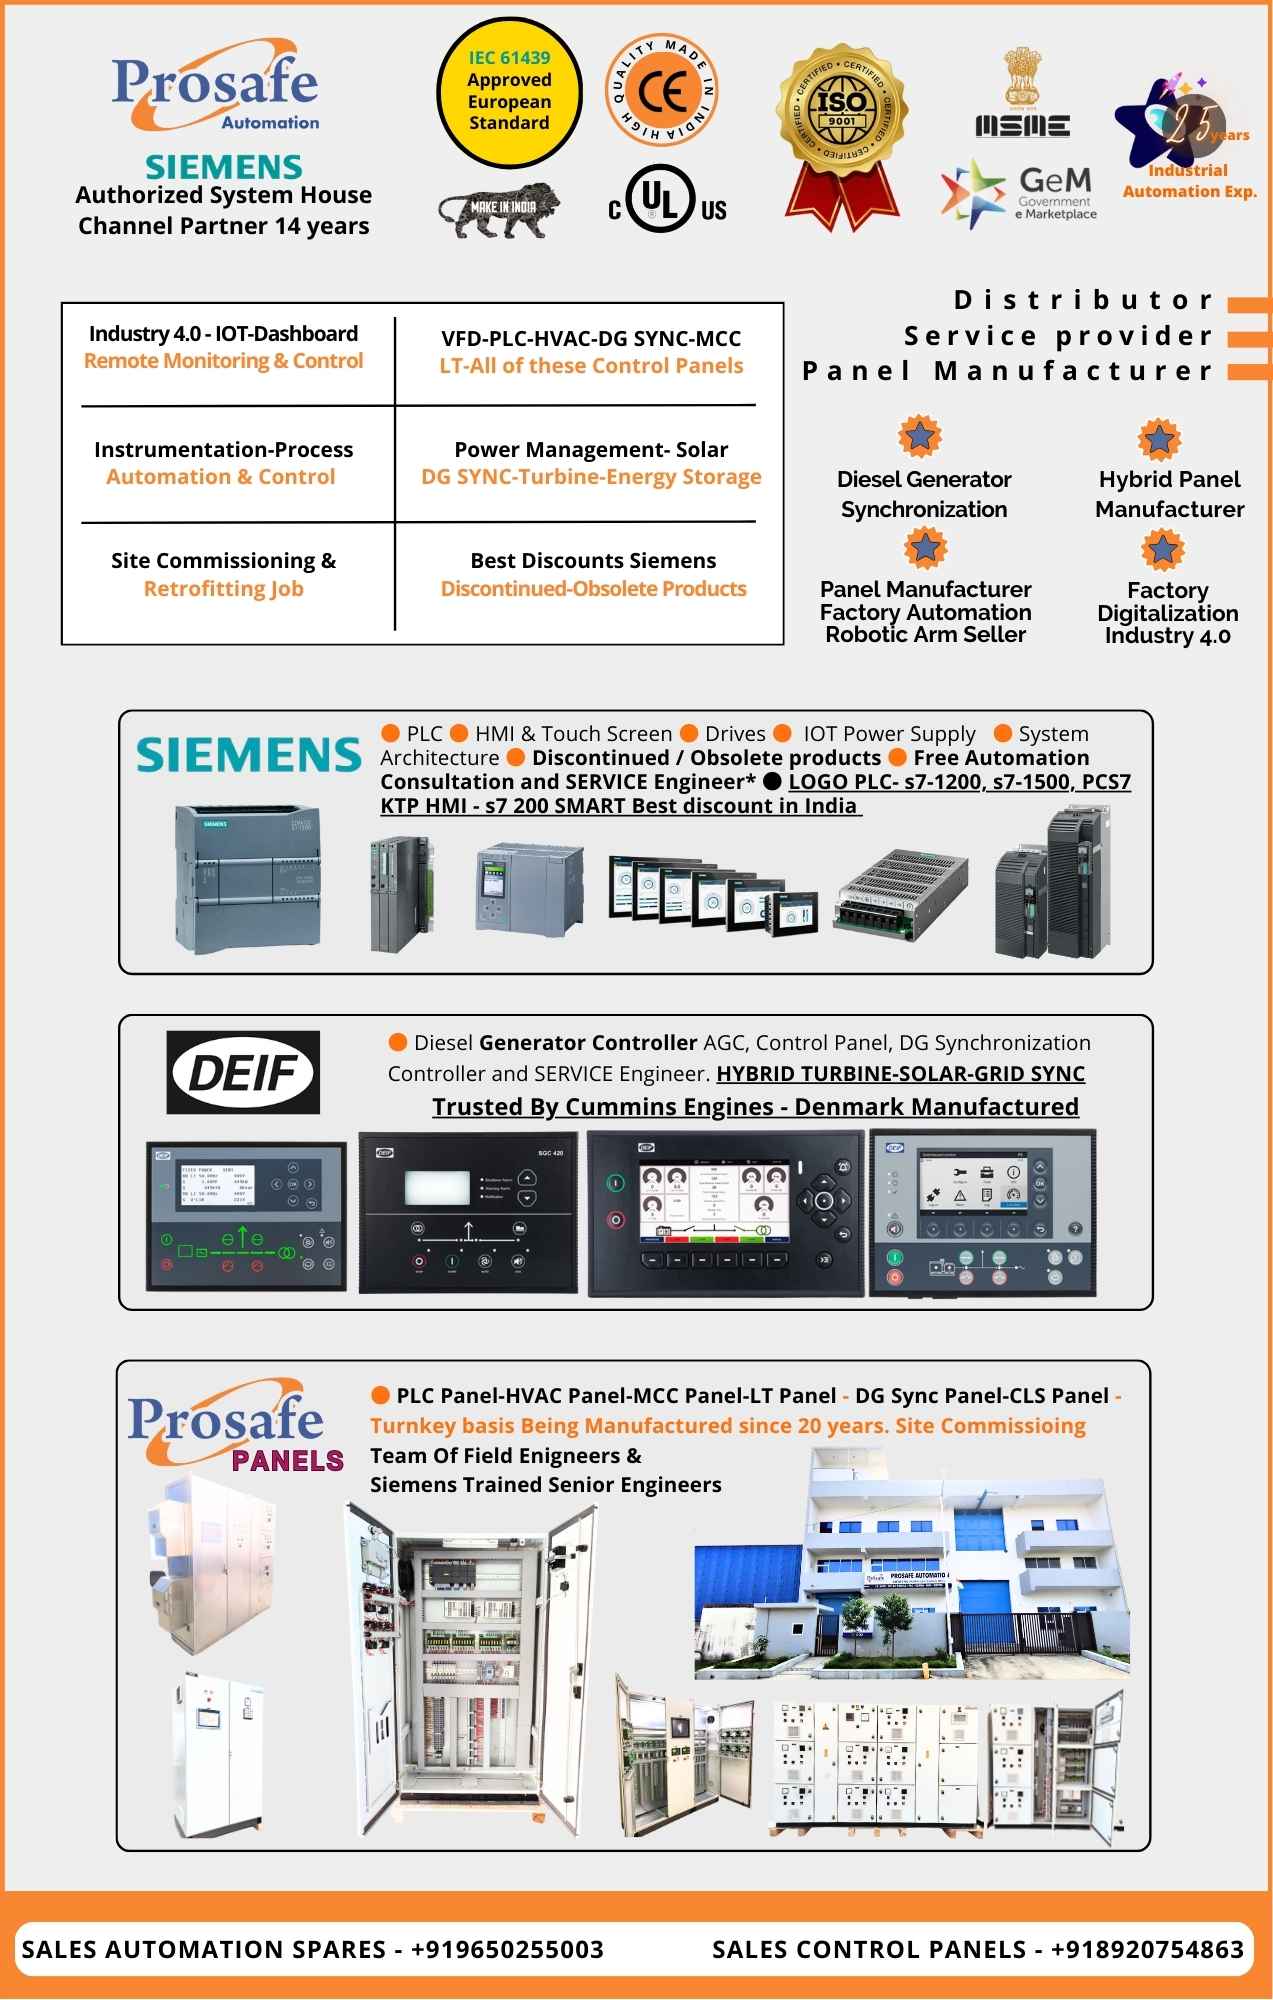 Prosafe
Automation
SIEMENS
Authorized System House
Channel Partner 14 years
IEC 61439
Approved
European
Standard
HIGH QUALITY MADE IN INDIA
CE
MAKE IN INDIA
C UL US
®
CERTIFIED • CERTIFIED • CERTIFIED • CERTIFIED
ISO
9001
MSME
GeM
Government
e Marketplace
25 years
Industrial
Automation Exp.
Distributor
Service provider
Panel Manufacturer
Industry 4.0 - IOT-Dashboard
Remote Monitoring & Control
VFD-PLC-HVAC-DG SYNC-MCC
LT-All of these Control Panels
Instrumentation-Process
Automation & Control
Power Management- Solar
DG SYNC-Turbine-Energy Storage
Site Commissioning &
Retrofitting Job
Best Discounts Siemens
Discontinued-Obsolete Products
Diesel Generator
Synchronization
Hybrid Panel
Manufacturer
Panel Manufacturer
Factory Automation
Robotic Arm Seller
Factory
Digitalization
Industry 4.0
SIEMENS
● PLC ● HMI & Touch Screen ● Drives ● IOT Power Supply ● System
Architecture ● Discontinued / Obsolete products ● Free Automation
Consultation and SERVICE Engineer* ● LOGO PLC- s7-1200, s7-1500, PCS7
KTP HMI - s7 200 SMART Best discount in India
SIEMENS
DEIF
● Diesel Generator Controller AGC, Control Panel, DG Synchronization
Controller and SERVICE Engineer. HYBRID TURBINE-SOLAR-GRID SYNC
Trusted By Cummins Engines - Denmark Manufactured
DEIF
SGC 420
DEIF
DEIF
Prosafe
PANELS
● PLC Panel-HVAC Panel-MCC Panel-LT Panel - DG Sync Panel-CLS Panel -
Turnkey basis Being Manufactured since 20 years. Site Commissioing
Team Of Field Enigneers &
Siemens Trained Senior Engineers
PROSAFE AUTOMATIO
SALES AUTOMATION SPARES - +919650255003
SALES CONTROL PANELS - +918920754863